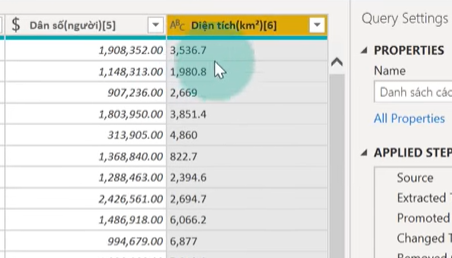 $ Dân số(người)[5] ABC Diện tích(km²)[6]
1,908,352.00 3,536.7
1,148,313.00 1,980.8
907,236.00 2,669
1,803,950.00 3,851.4
313,905.00 4,860
1,368,840.00 822.7
1,288,463.00 2,394.6
2,426,561.00 2,694.7
1,486,918.00 6,066.2
994,679.00 6,877
Query Settings
PROPERTIES
Name
Danh sách các
All Properties
APPLIED STEP
Source
Extracted T
Promoted
Changed T